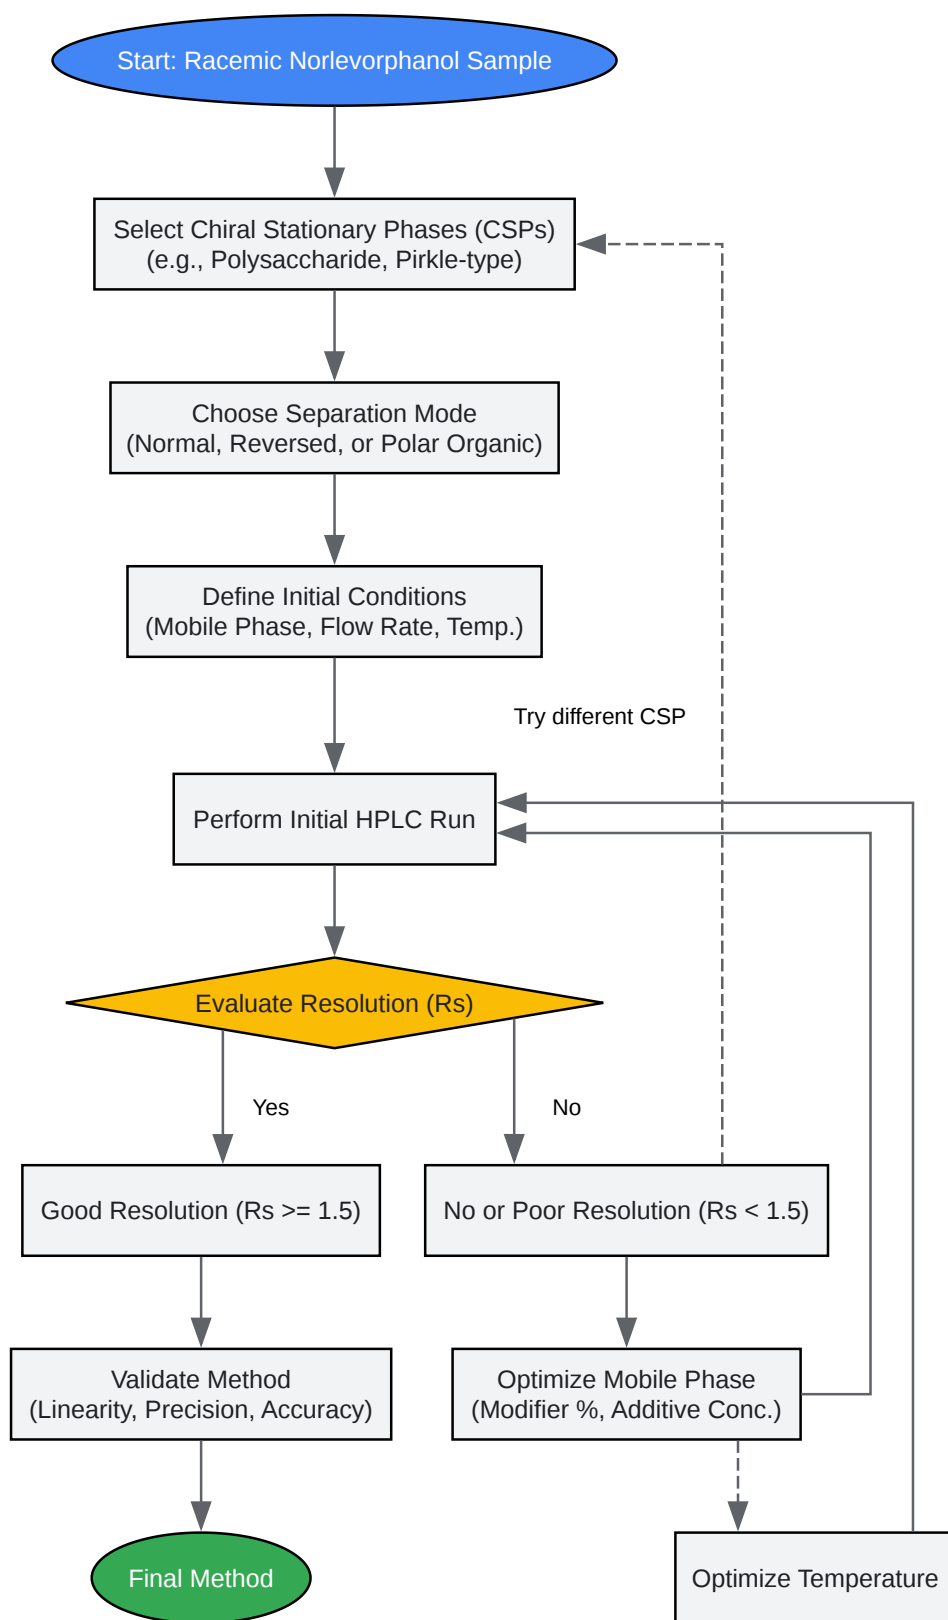 Start: Racemic Norlevorphanol Sample
Select Chiral Stationary Phases (CSPs)
(e.g., Polysaccharide, Pirkle-type)
Choose Separation Mode
(Normal, Reversed, or Polar Organic)
Define Initial Conditions
(Mobile Phase, Flow Rate, Temp.)
Try different CSP
Perform Initial HPLC Run
Evaluate Resolution (Rs)
Yes
No
Good Resolution (Rs >= 1.5)
No or Poor Resolution (Rs < 1.5)
Validate Method
(Linearity, Precision, Accuracy)
Optimize Mobile Phase
(Modifier %, Additive Conc.)
Final Method
Optimize Temperature